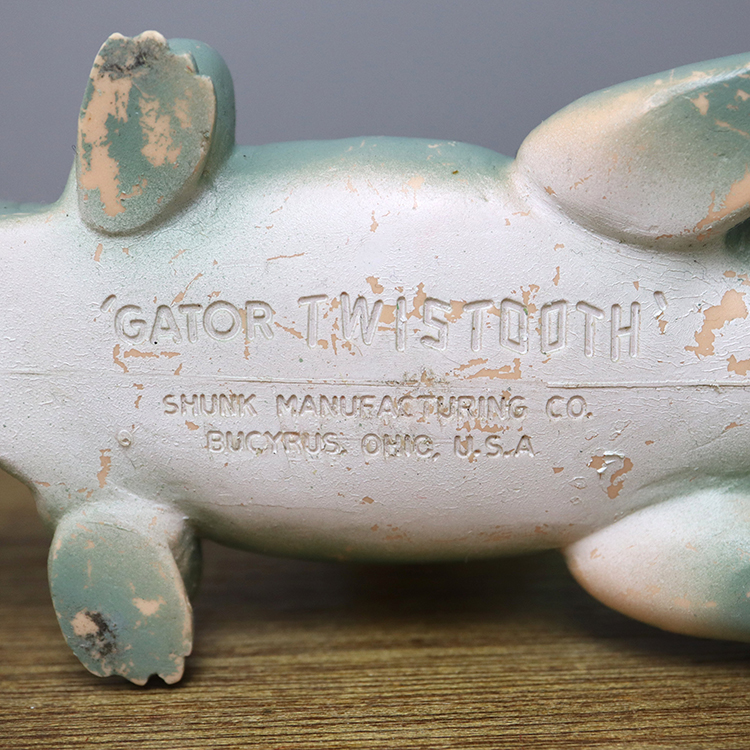 'GATOR TWISTOOTH'
SHUNK MANUFACTURING CO.
BUCYRUS, OHIO, U.S.A